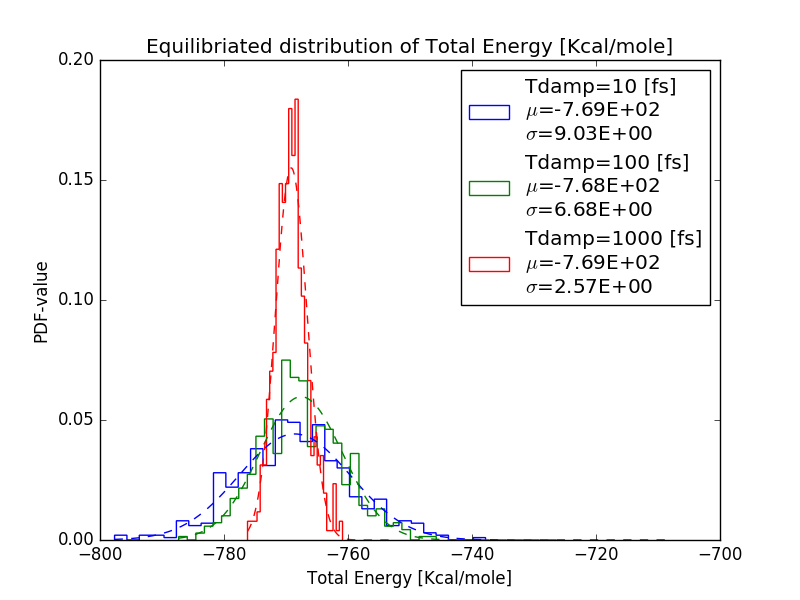 Equilibriated distribution of Total Energy [Kcal/mole]
0.20
0.15
0.10
0.05
0.00
PDF-value
Tdamp=10 [fs]
μ=-7.69E+02
σ=9.03E+00
Tdamp=100 [fs]
μ=-7.68E+02
σ=6.68E+00
Tdamp=1000 [fs]
μ=-7.69E+02
σ=2.57E+00
−800 −780 −760 −740 −720 −700
Total Energy [Kcal/mole]